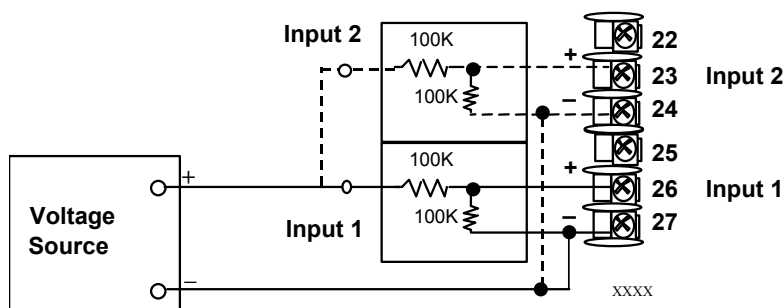 Input 2
100K
100K
+
−
22
23
24
25
26
27
Input 2
Input 1
100K
100K
+
−
Input 1
Voltage
Source
+
−
XXXX